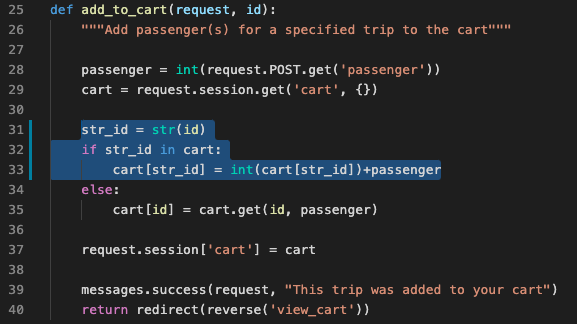 25 def add_to_cart(request, id):
26     """Add passenger(s) for a specified trip to the cart"""
27
28     passenger = int(request.POST.get('passenger'))
29     cart = request.session.get('cart', {})
30
31     str_id = str(id)
32     if str_id in cart:
33         cart[str_id] = int(cart[str_id])+passenger
34     else:
35         cart[id] = cart.get(id, passenger)
36
37     request.session['cart'] = cart
38
39     messages.success(request, "This trip was added to your cart")
40     return redirect(reverse('view_cart'))